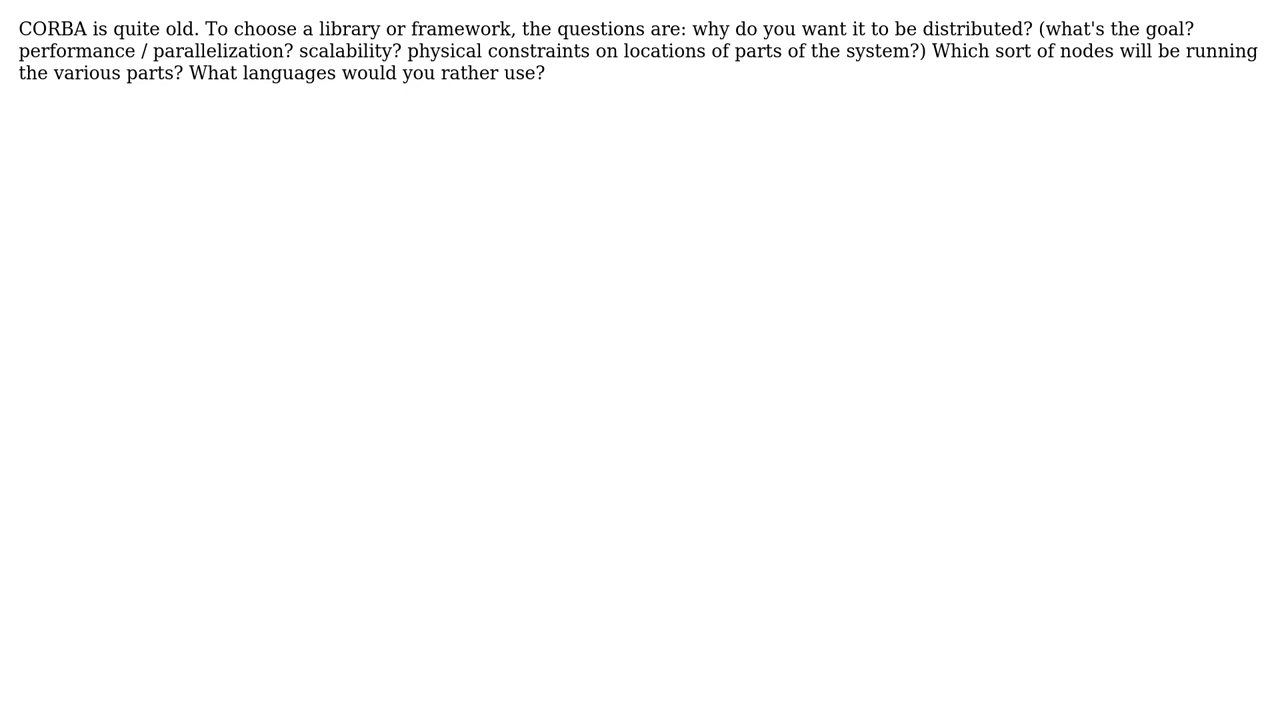 CORBA is quite old. To choose a library or framework, the questions are: why do you want it to be distributed? (what's the goal?
performance / parallelization? scalability? physical constraints on locations of parts of the system?) Which sort of nodes will be running
the various parts? What languages would you rather use?